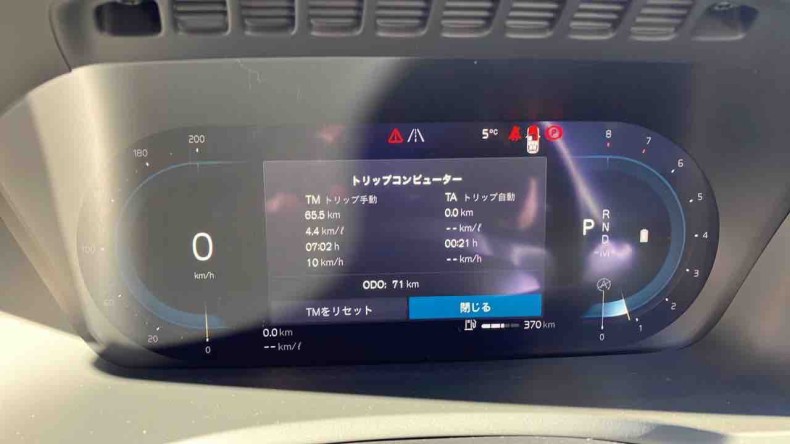 200
180
100
20
0
5°C
8
7
6
5
4
3
2
1
0
トリップコンピューター
TM トリップ手動
65.5 km
4.4 km/ℓ
07:02 h
10 km/h
TA トリップ自動
0.0 km
-- km/ℓ
00:21 h
-- km/h
ODO: 71 km
TMをリセット
閉じる
0
km/h
P
R
N
D
M
A
0.0 km
-- km/ℓ
370 km